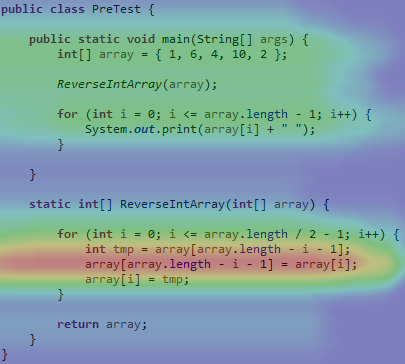 public class PreTest {
public static void main(String[] args) {
int[] array = { 1, 6, 4, 10, 2 };
ReverseIntArray(array);
for (int i = 0; i <= array.length - 1; i++) {
System.out.print(array[i] + " ");
}
}
static int[] ReverseIntArray(int[] array) {
for (int i = 0; i <= array.length / 2 - 1; i++) {
int tmp = array[array.length - i - 1];
array[array.length - i - 1] = array[i];
array[i] = tmp;
}
return array;
}
}